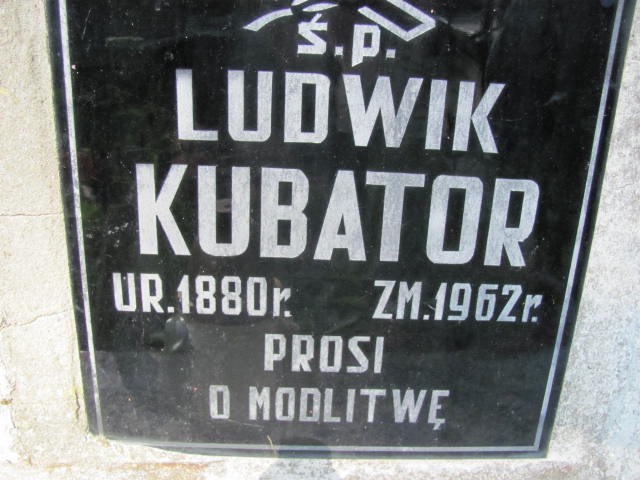 ś.p.
LUDWIK
KUBATOR
UR.1880r. ZM.1962r.
PROSI
O MODLITWĘ